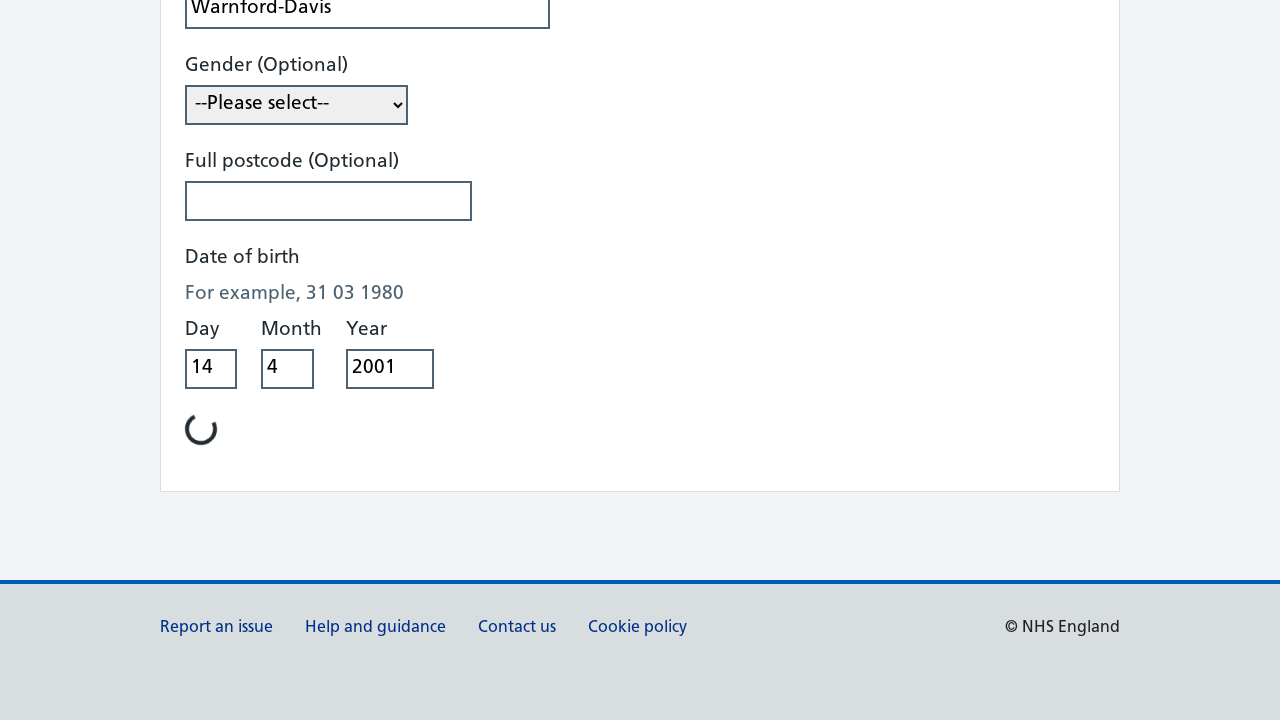 Warnford-Davis
Gender (Optional)
--Please select--
Full postcode (Optional)
Date of birth
For example, 31 03 1980
Day Month Year
14 4 2001
Report an issue Help and guidance Contact us Cookie policy © NHS England